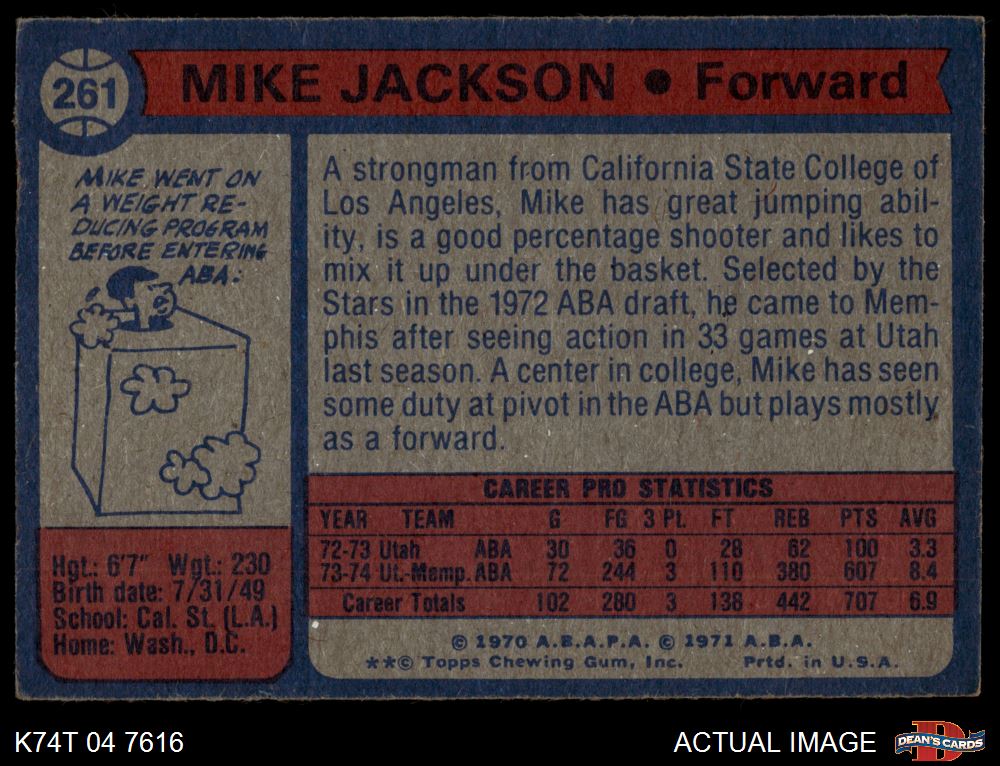 261
MIKE JACKSON ● Forward
MIKE WENT ON
A WEIGHT RE-
DUCING PROGRAM
BEFORE ENTERING
ABA:
A strongman from California State College of
Los Angeles, Mike has great jumping abil-
ity, is a good percentage shooter and likes to
mix it up under the basket. Selected by the
Stars in the 1972 ABA draft, he came to Mem-
phis after seeing action in 33 games at Utah
last season. A center in college, Mike has seen
some duty at pivot in the ABA but plays mostly
as a forward.
Hgt.: 6'7" Wgt.: 230
Birth date: 7/31/49
School: Cal. St. (L.A.)
Home: Wash., D.C.
CAREER PRO STATISTICS
YEAR TEAM G FG 3 Pt. FT REB PTS AVG
72-73 Utah ABA 30 36 0 28 62 100 3.3
73-74 Ut.-Memp. ABA 72 244 3 110 380 607 8.4
Career Totals 102 280 3 138 442 707 6.9
© 1970 A.B.A.P.A. © 1971 A.B.A.
**© Topps Chewing Gum, Inc. Prtd. in U.S.A.
K74T 04 7616
ACTUAL IMAGE
DEAN'S CARDS